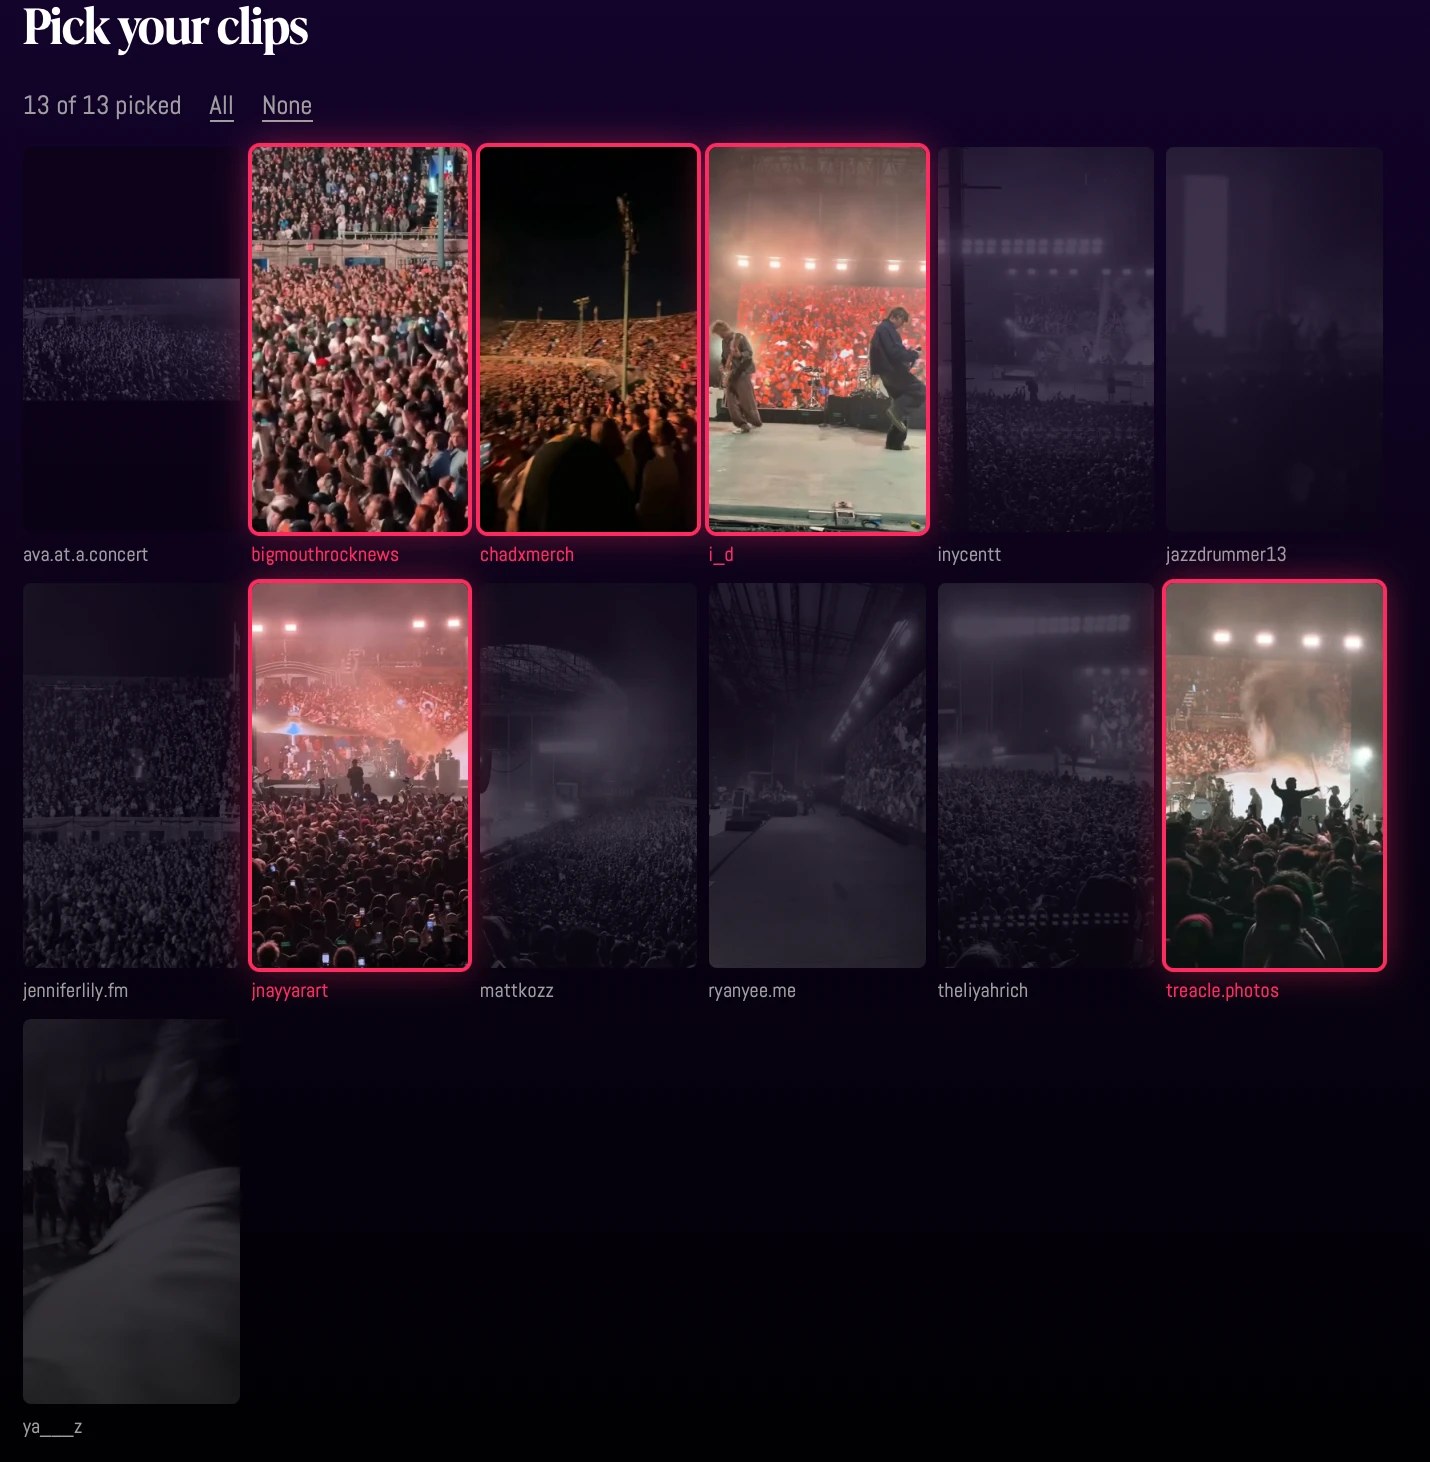 Pick your clips
13 of 13 picked All None
ava.at.a.concert bigmouthrocknews chadxmerch i_d inycentt jazzdrummer13
jenniferlily.fm jnayyarart mattkozz ryanyee.me theliyahrich treacle.photos
ya___z